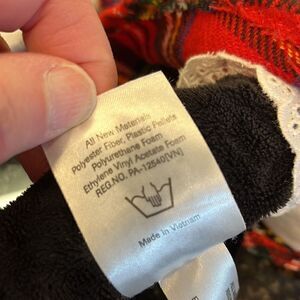 All New Materials
Polyester Fiber, Plastic Pellets
Polyurethane Foam
Ethylene Vinyl Acetate Foam
REG.NO. PA-12540(VN)
Made in Vietnam